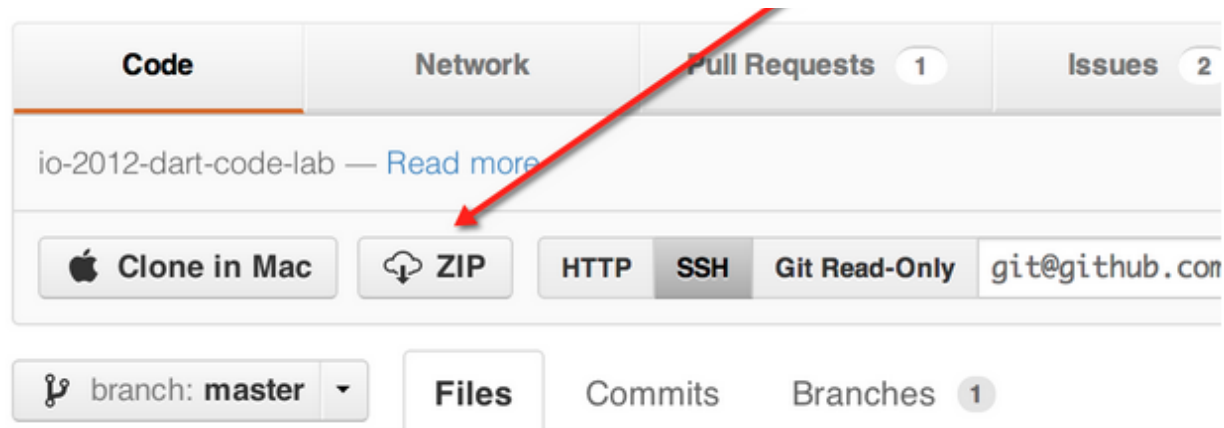 Code Network Pull Requests 1 Issues 2
io-2012-dart-code-lab — Read more
Clone in Mac ZIP HTTP SSH Git Read-Only git@github.com
branch: master Files Commits Branches 1